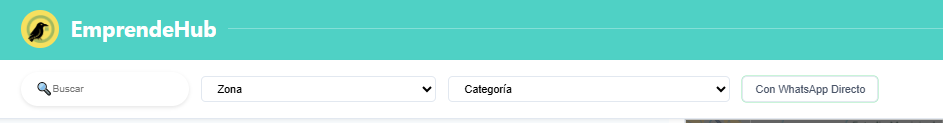 EmprendeHub
Buscar
Zona
Categoría
Con WhatsApp Directo